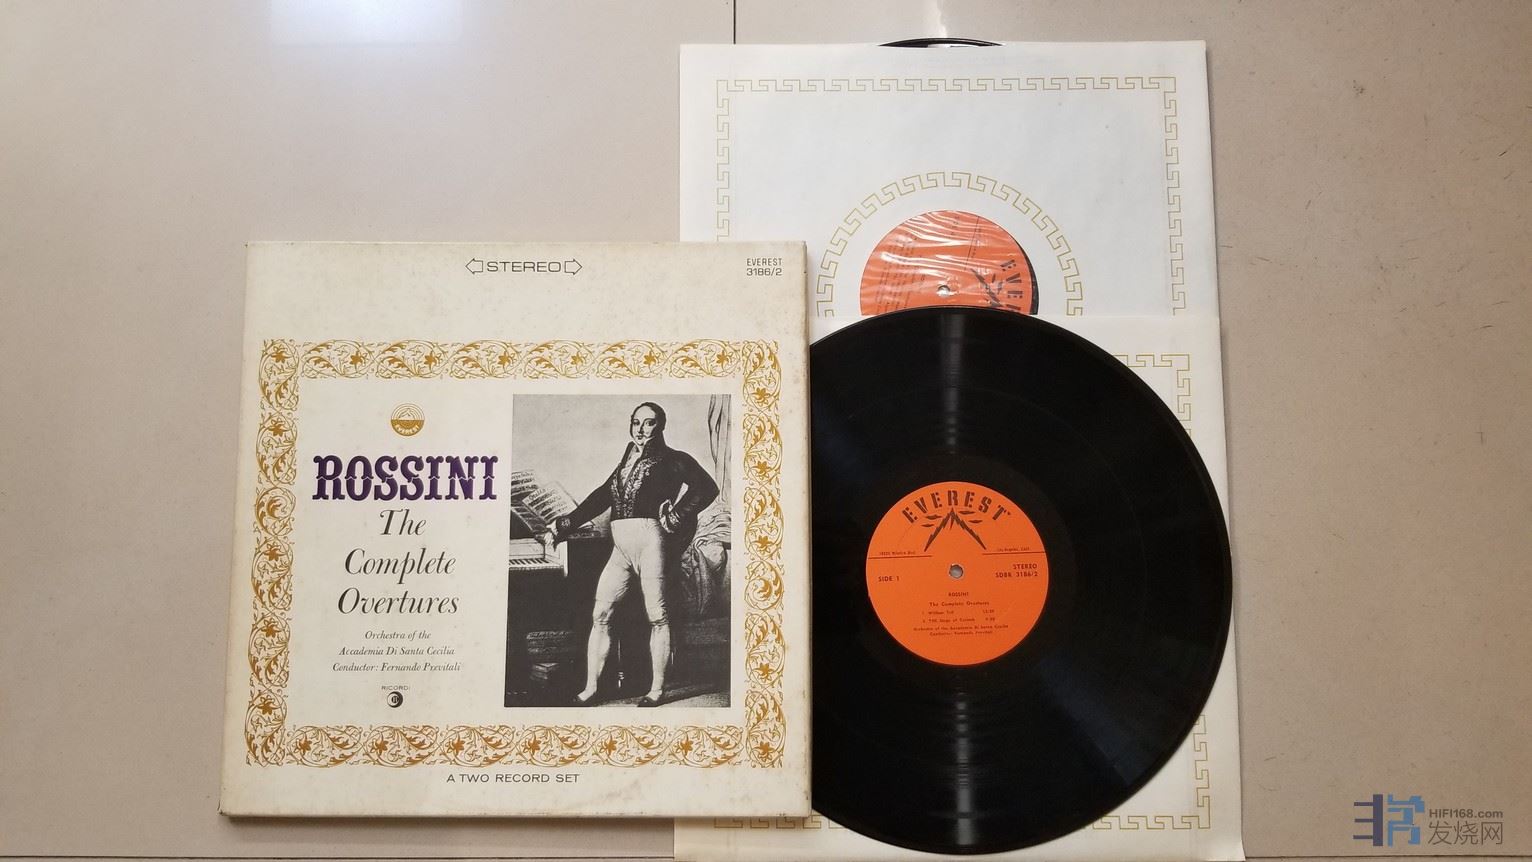 STEREO
EVEREST
3186/2
EVEREST
ROSSINI
The
Complete
Overtures
Orchestra of the
Accademia Di Santa Cecilia
Conductor: Fernando Previtali
RICORDI
A TWO RECORD SET
EVE
EVEREST
SIDE 1
STEREO
SDBR 3186/2
ROSSINI
The Complete Overtures
1. William Tell
2. THE Siege of Corinth
Orchestra of the Accademia Di Santa Cecilia
Conductor: Fernando Previtali
HIFI168.com
发烧网